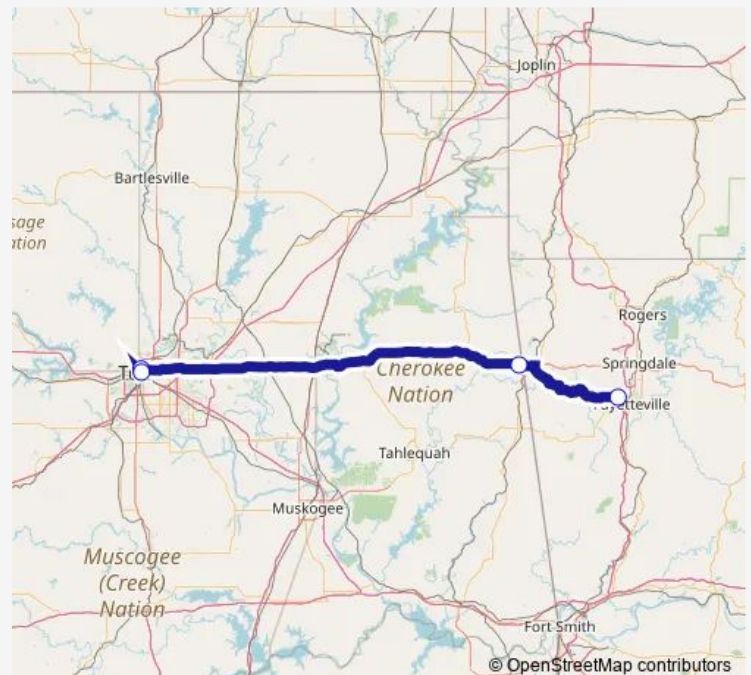 Joplin
Bartlesville
sage
ation
Rogers
Springdale
Cherokee
Nation
Fayetteville
Tahlequah
Muskogee
Muscogee
(Creek)
Nation
Fort Smith
© OpenStreetMap contributors